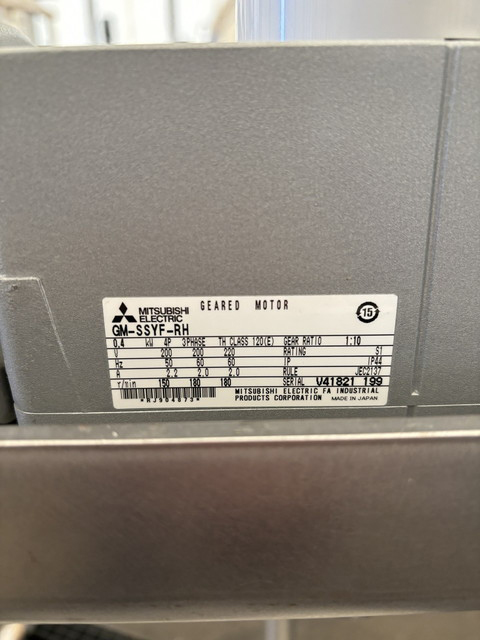 MITSUBISHI
ELECTRIC
GEARED MOTOR
15
GM-SSYF-RH
0.4 kW 4P 3PHASE TH CLASS 120(E) GEAR RATIO 1:10
V 200 200 220 RATING S1
Hz 50 60 60 IP IP44
A 2.2 2.0 2.0 RULE JEC2137
r/min 150 180 180 SERIAL V41821 199
MITSUBISHI ELECTRIC FA INDUSTRIAL
PRODUCTS CORPORATION MADE IN JAPAN